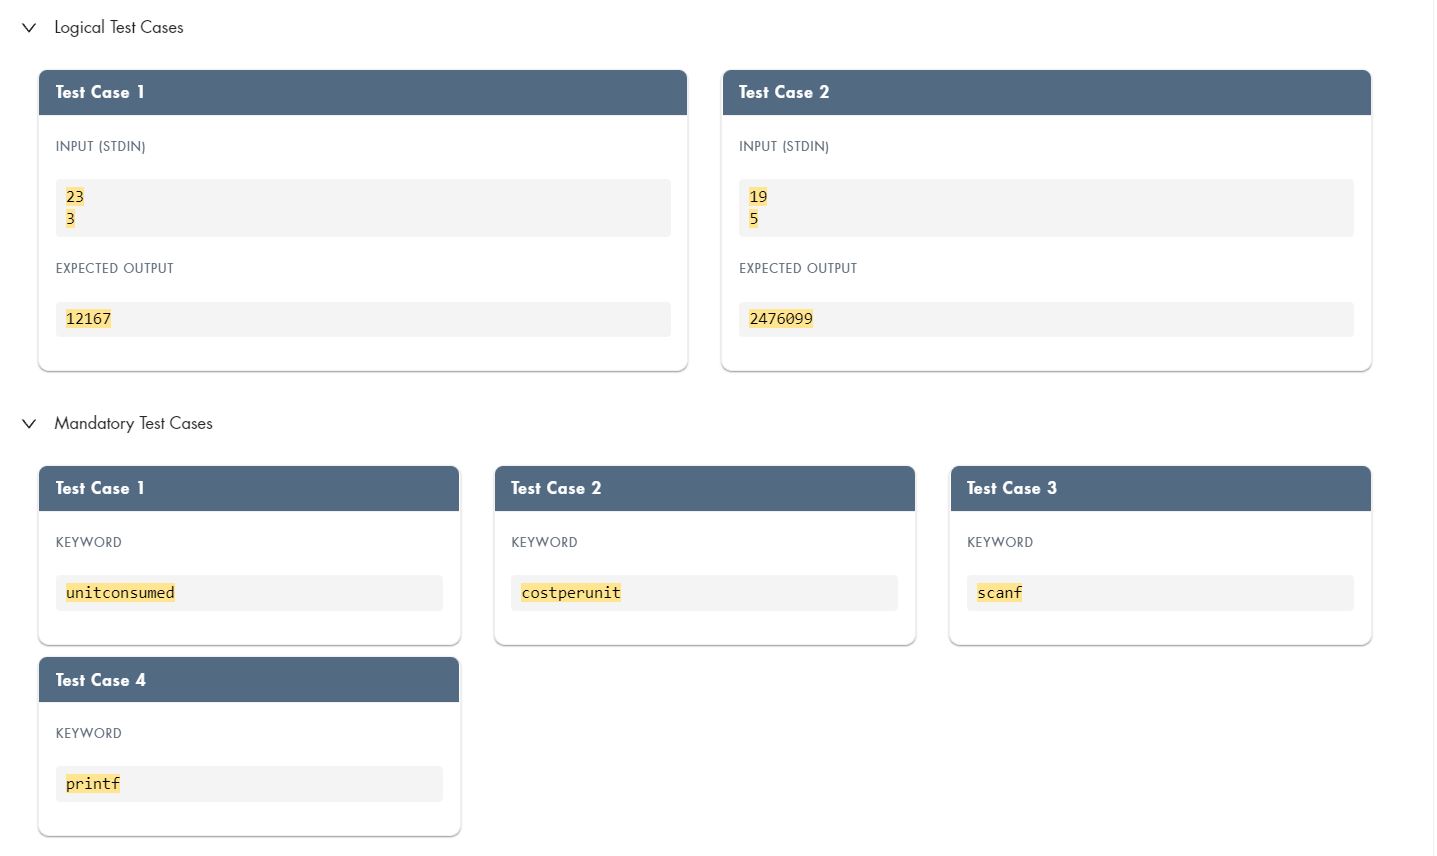 Logical Test Cases
Test Case 1
INPUT (STDIN)
23
3
EXPECTED OUTPUT
12167
Test Case 2
INPUT (STDIN)
19
5
EXPECTED OUTPUT
2476099
Mandatory Test Cases
Test Case 1
KEYWORD
unitconsumed
Test Case 2
KEYWORD
costperunit
Test Case 3
KEYWORD
scanf
Test Case 4
KEYWORD
printf